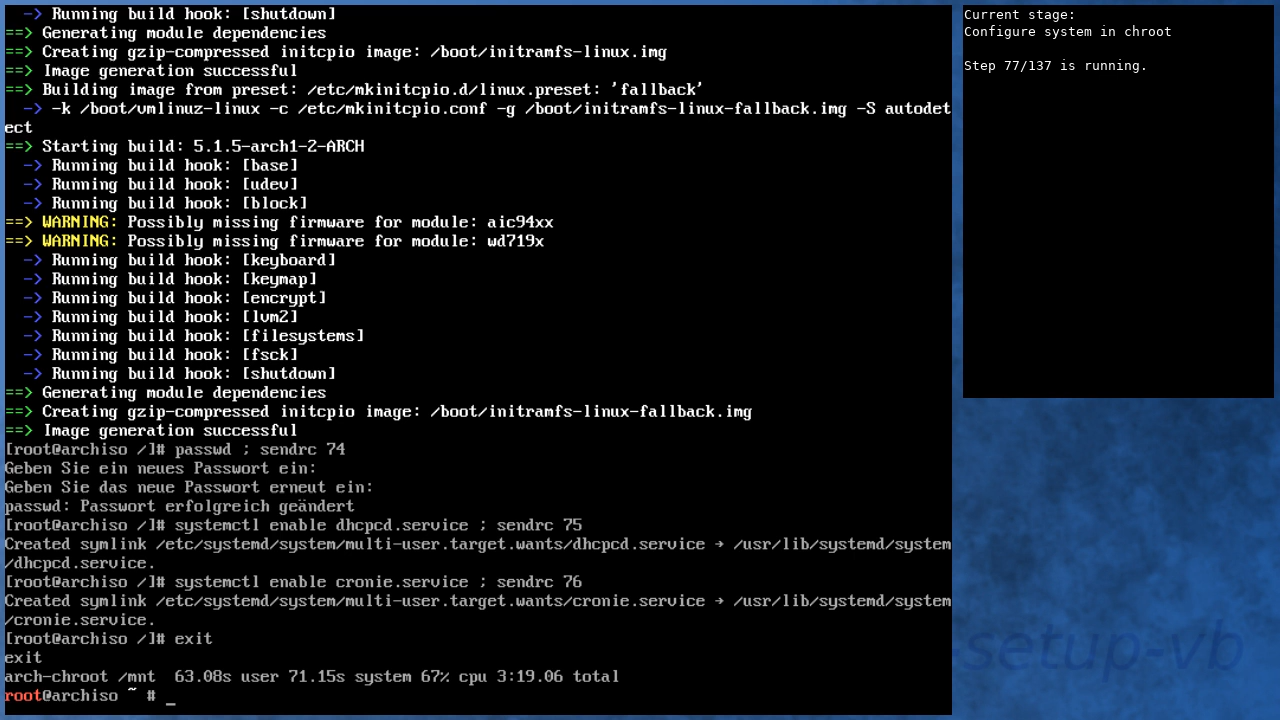 -> Running build hook: [shutdown]
==> Generating module dependencies
==> Creating gzip-compressed initcpio image: /boot/initramfs-linux.img
==> Image generation successful
==> Building image from preset: /etc/mkinitcpio.d/linux.preset: 'fallback'
  -> -k /boot/vmlinuz-linux -c /etc/mkinitcpio.conf -g /boot/initramfs-linux-fallback.img -S autodet
ect
==> Starting build: 5.1.5-arch1-2-ARCH
  -> Running build hook: [base]
  -> Running build hook: [udev]
  -> Running build hook: [block]
==> WARNING: Possibly missing firmware for module: aic94xx
==> WARNING: Possibly missing firmware for module: wd719x
  -> Running build hook: [keyboard]
  -> Running build hook: [keymap]
  -> Running build hook: [encrypt]
  -> Running build hook: [lvm2]
  -> Running build hook: [filesystems]
  -> Running build hook: [fsck]
  -> Running build hook: [shutdown]
==> Generating module dependencies
==> Creating gzip-compressed initcpio image: /boot/initramfs-linux-fallback.img
==> Image generation successful
[root@archiso /]# passwd ; sendrc 74
Geben Sie ein neues Passwort ein:
Geben Sie das neue Passwort erneut ein:
passwd: Passwort erfolgreich geändert
[root@archiso /]# systemctl enable dhcpcd.service ; sendrc 75
Created symlink /etc/systemd/system/multi-user.target.wants/dhcpcd.service → /usr/lib/systemd/system
/dhcpcd.service.
[root@archiso /]# systemctl enable cronie.service ; sendrc 76
Created symlink /etc/systemd/system/multi-user.target.wants/cronie.service → /usr/lib/systemd/system
/cronie.service.
[root@archiso /]# exit
exit
arch-chroot /mnt  63.08s user 71.15s system 67% cpu 3:19.06 total
root@archiso ~ # _
Current stage:
Configure system in chroot
Step 77/137 is running.
-setup-vb